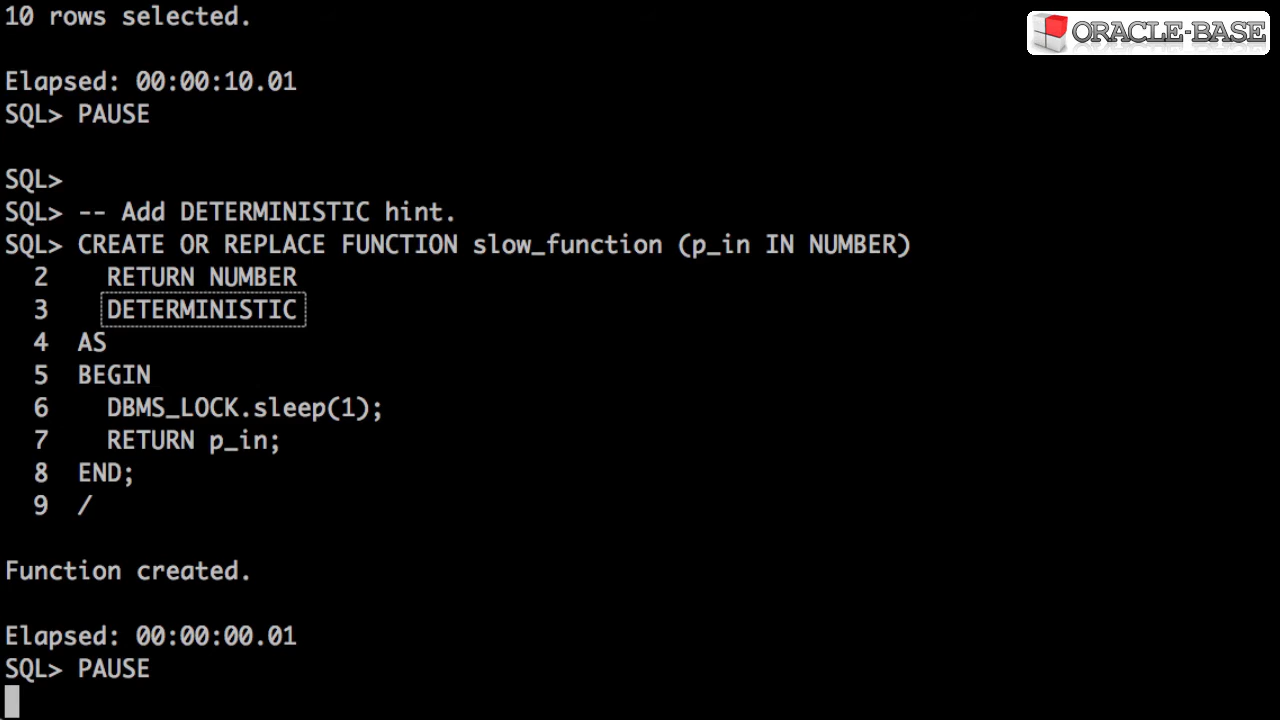 10 rows selected.
ORACLE-BASE
Elapsed: 00:00:10.01
SQL> PAUSE
SQL>
SQL> -- Add DETERMINISTIC hint.
SQL> CREATE OR REPLACE FUNCTION slow_function (p_in IN NUMBER)
  2    RETURN NUMBER
  3    DETERMINISTIC
  4  AS
  5  BEGIN
  6    DBMS_LOCK.sleep(1);
  7    RETURN p_in;
  8  END;
  9  /
Function created.
Elapsed: 00:00:00.01
SQL> PAUSE